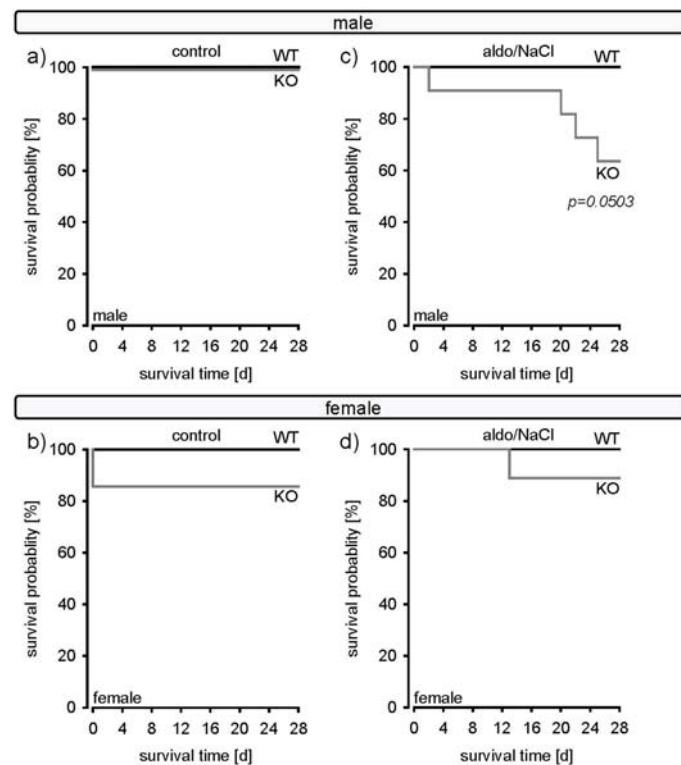 male
a)
control
WT
KO
survival probablity [%]
100
80
60
40
20
0
male
0 4 8 12 16 20 24 28
survival time [d]
c)
aldo/NaCl
WT
KO
p=0.0503
survival probablity [%]
100
80
60
40
20
0
male
0 4 8 12 16 20 24 28
survival time [d]
female
b)
control
WT
KO
survival probablity [%]
100
80
60
40
20
0
female
0 4 8 12 16 20 24 28
survival time [d]
d)
aldo/NaCl
WT
KO
survival probablity [%]
100
80
60
40
20
0
female
0 4 8 12 16 20 24 28
survival time [d]